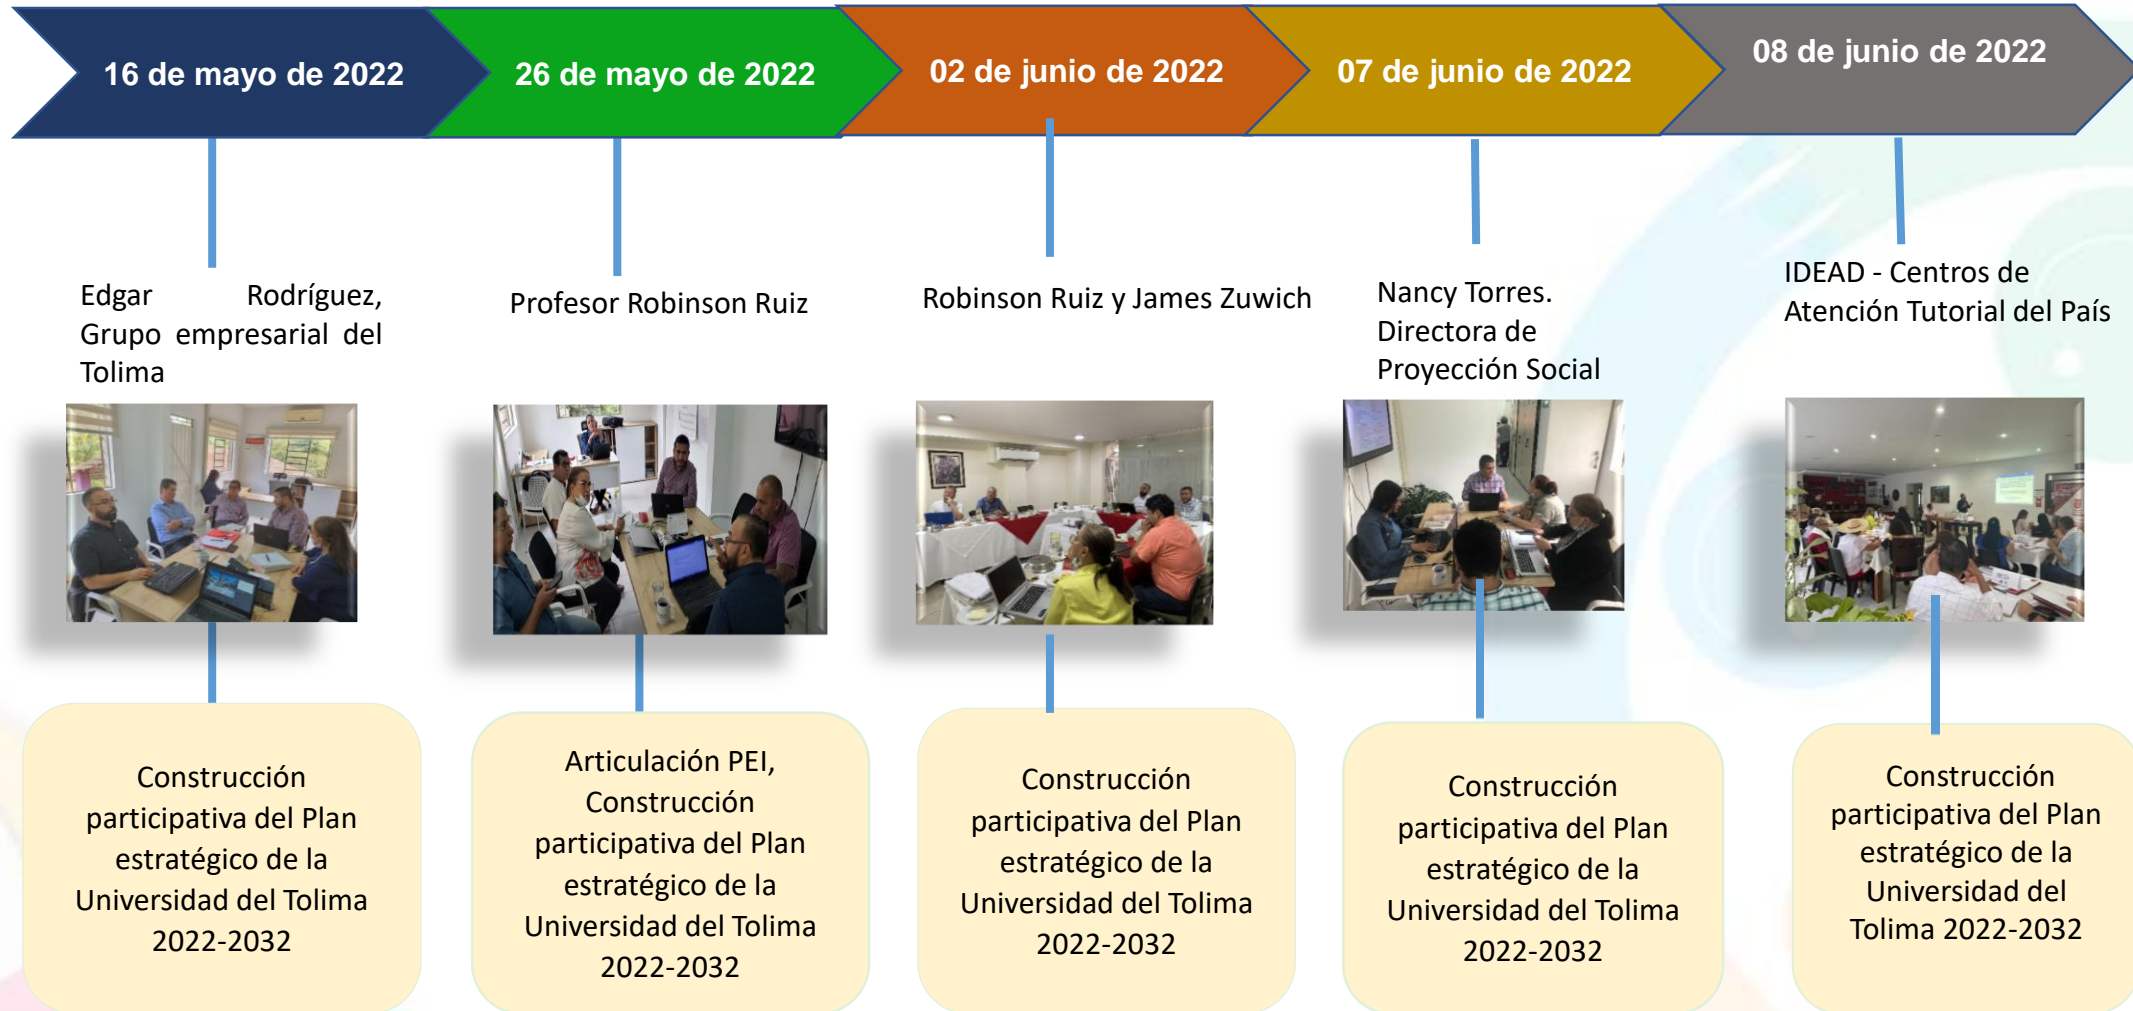 16 de mayo de 2022
26 de mayo de 2022
02 de junio de 2022
07 de junio de 2022
08 de junio de 2022
Edgar Rodríguez,
Grupo empresarial del
Tolima
Profesor Robinson Ruiz
Robinson Ruiz y James Zuwich
Nancy Torres.
Directora de
Proyección Social
IDEAD - Centros de
Atención Tutorial del País
Construcción
participativa del Plan
estratégico de la
Universidad del Tolima
2022-2032
Articulación PEI,
Construcción
participativa del Plan
estratégico de la
Universidad del Tolima
2022-2032
Construcción
participativa del Plan
estratégico de la
Universidad del Tolima
2022-2032
Construcción
participativa del Plan
estratégico de la
Universidad del Tolima
2022-2032
Construcción
participativa del Plan
estratégico de la
Universidad del
Tolima 2022-2032